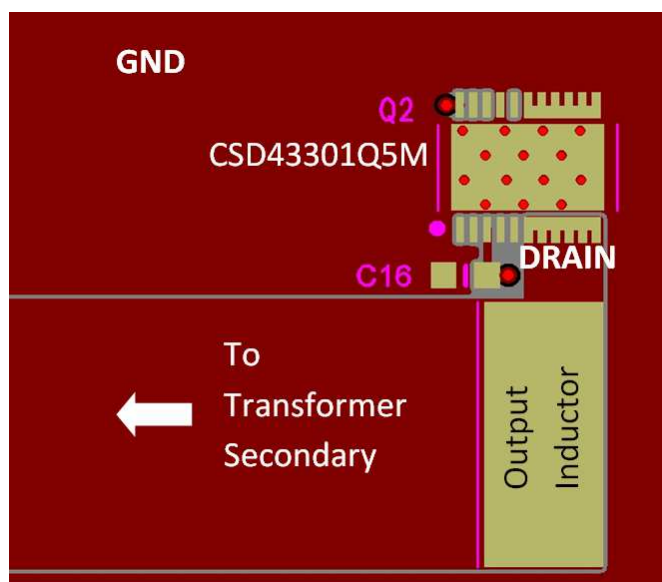 GND
Q2
CSD43301Q5M
DRAIN
C16
To
Transformer
Secondary
Output
Inductor